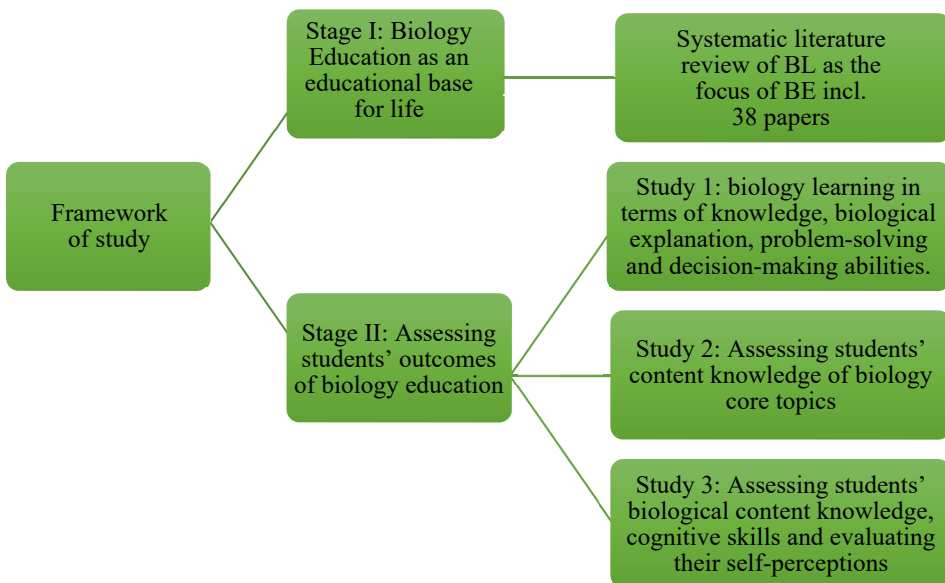 Framework
of study
Stage I: Biology
Education as an
educational base
for life
Systematic literature
review of BL as the
focus of BE incl.
38 papers
Stage II: Assessing
students’ outcomes
of biology education
Study 1: biology learning in
terms of knowledge, biological
explanation, problem-solving
and decision-making abilities.
Study 2: Assessing students’
content knowledge of biology
core topics
Study 3: Assessing students’
biological content knowledge,
cognitive skills and evaluating
their self-perceptions